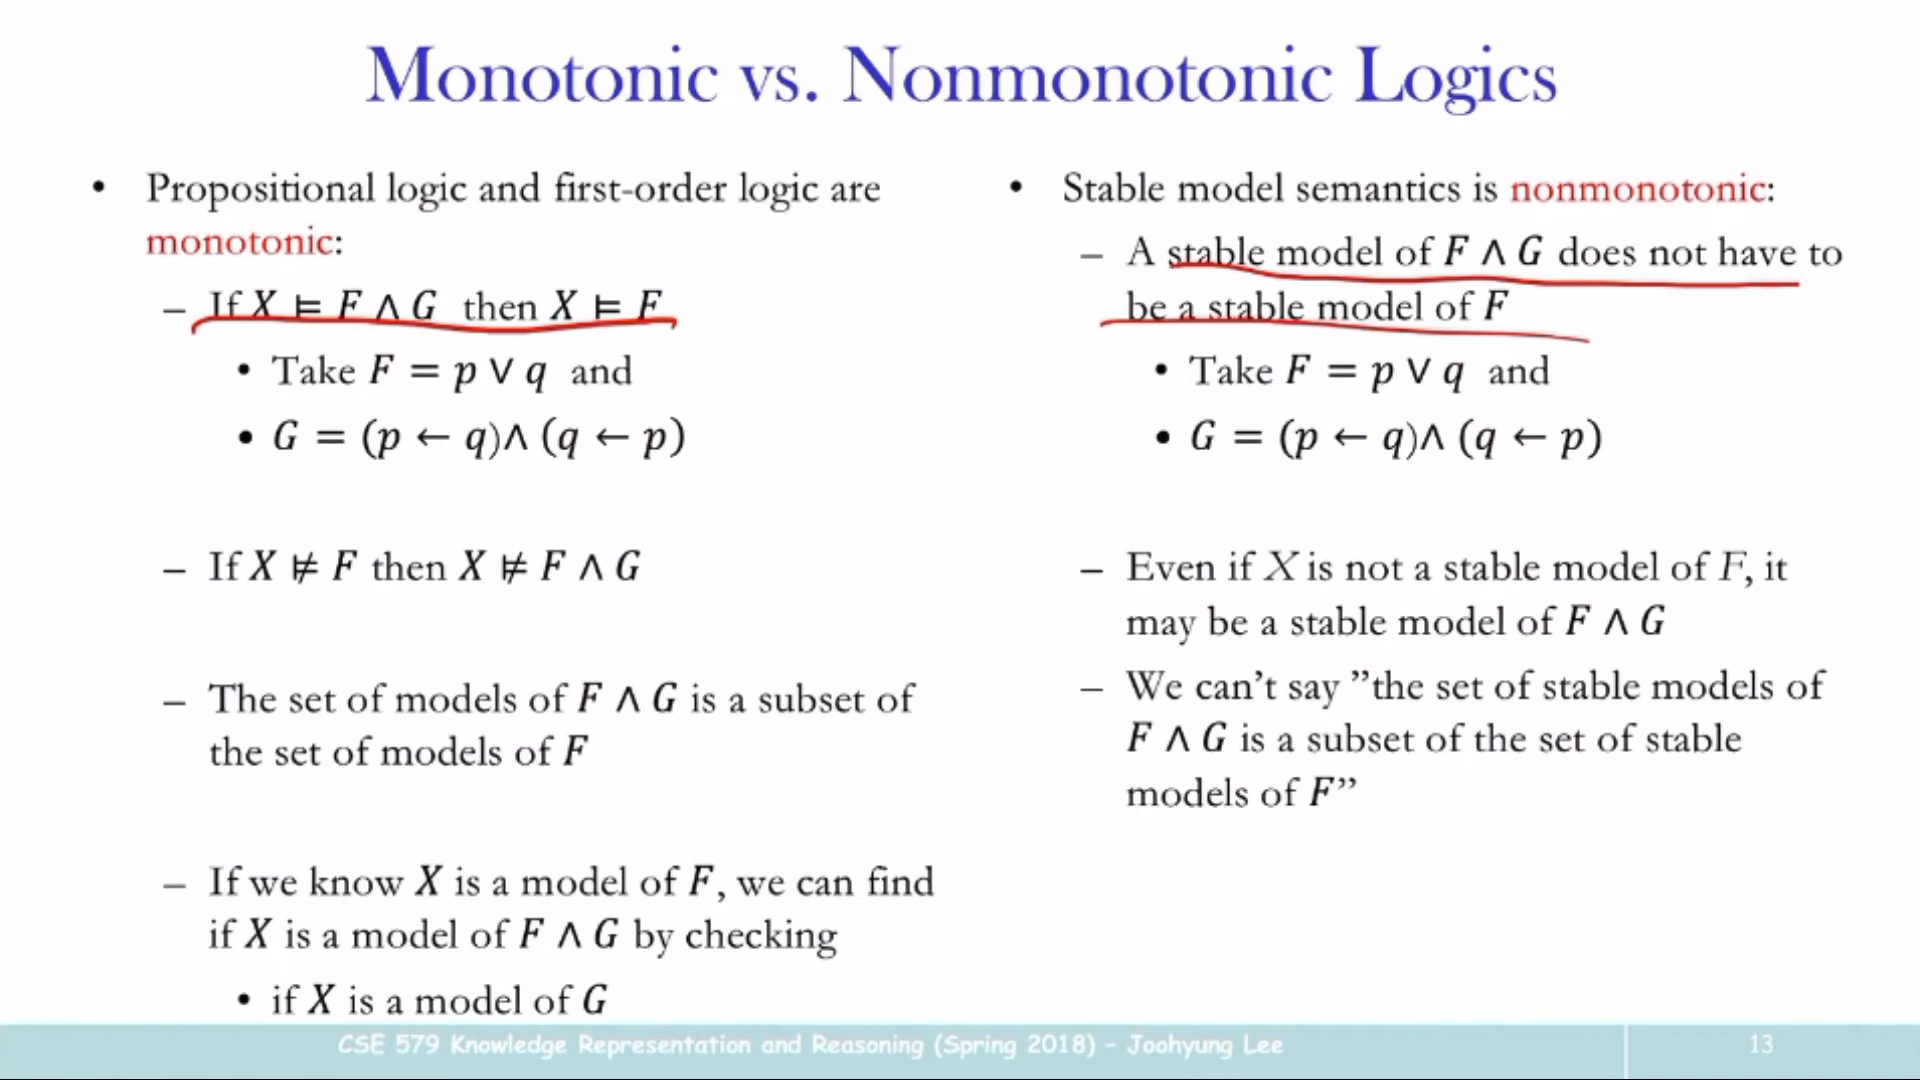 Monotonic vs. Nonmonotonic Logics
• Propositional logic and first-order logic are
monotonic:
– If X ⊨ F ∧ G then X ⊨ F
• Take F = p ∨ q and
• G = (p ← q)∧ (q ← p)
– If X ⊭ F then X ⊭ F ∧ G
– The set of models of F ∧ G is a subset of
the set of models of F
– If we know X is a model of F, we can find
if X is a model of F ∧ G by checking
• if X is a model of G
• Stable model semantics is nonmonotonic:
– A stable model of F ∧ G does not have to
be a stable model of F
• Take F = p ∨ q and
• G = (p ← q)∧ (q ← p)
– Even if X is not a stable model of F, it
may be a stable model of F ∧ G
– We can’t say ”the set of stable models of
F ∧ G is a subset of the set of stable
models of F”
CSE 579 Knowledge Representation and Reasoning (Spring 2018) - Joohyung Lee
13